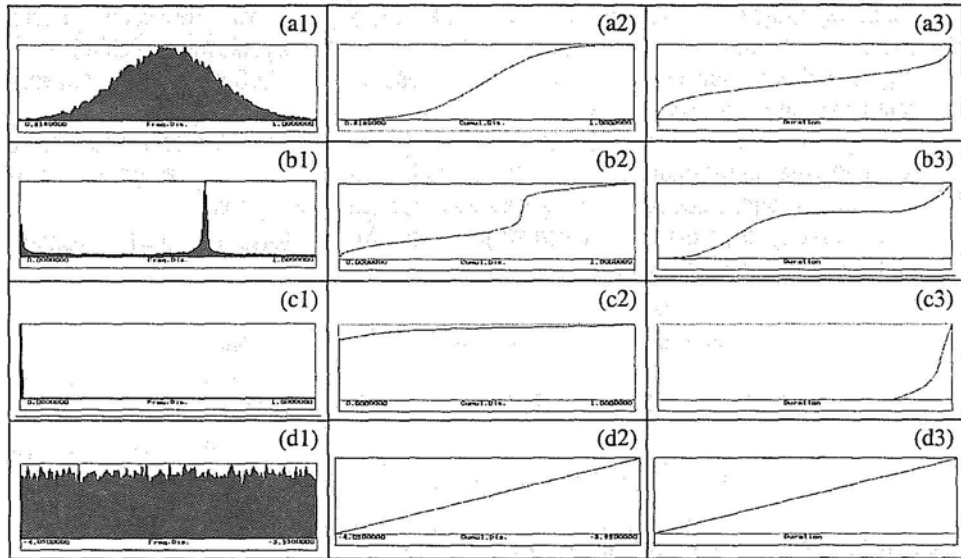 (a1)
(a2)
(a3)
Freq.Dis.
1.0000000
Cumul.Dis.
1.0000000
Duration
(b1)
(b2)
(b3)
0.0000000
Freq.Dis.
1.0000000
0.0000000
Cumul.Dis.
1.0000000
Duration
(c1)
(c2)
(c3)
0.0000000
Freq.Dis.
1.0000000
0.0000000
Cumul.Dis.
1.0000000
Duration
(d1)
(d2)
(d3)
Freq.Dis.
Cumul.Dis.
Duration